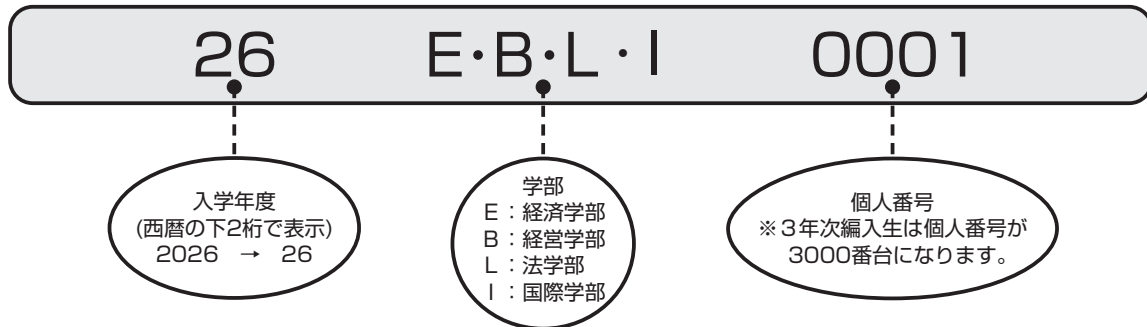 26 E・B・L・I 0001
入学年度
(西暦の下2桁で表示)
2026 → 26
学部
E：経済学部
B：経営学部
L：法学部
I：国際学部
個人番号
※３年次編入生は個人番号が
3000番台になります。